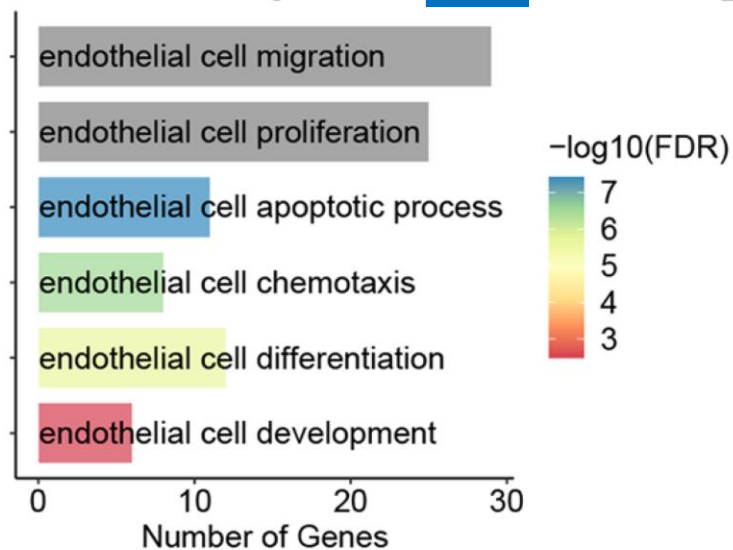 endothelial cell migration
endothelial cell proliferation
endothelial cell apoptotic process
endothelial cell chemotaxis
endothelial cell differentiation
endothelial cell development
0 10 20 30
Number of Genes
−log10(FDR)
7
6
5
4
3